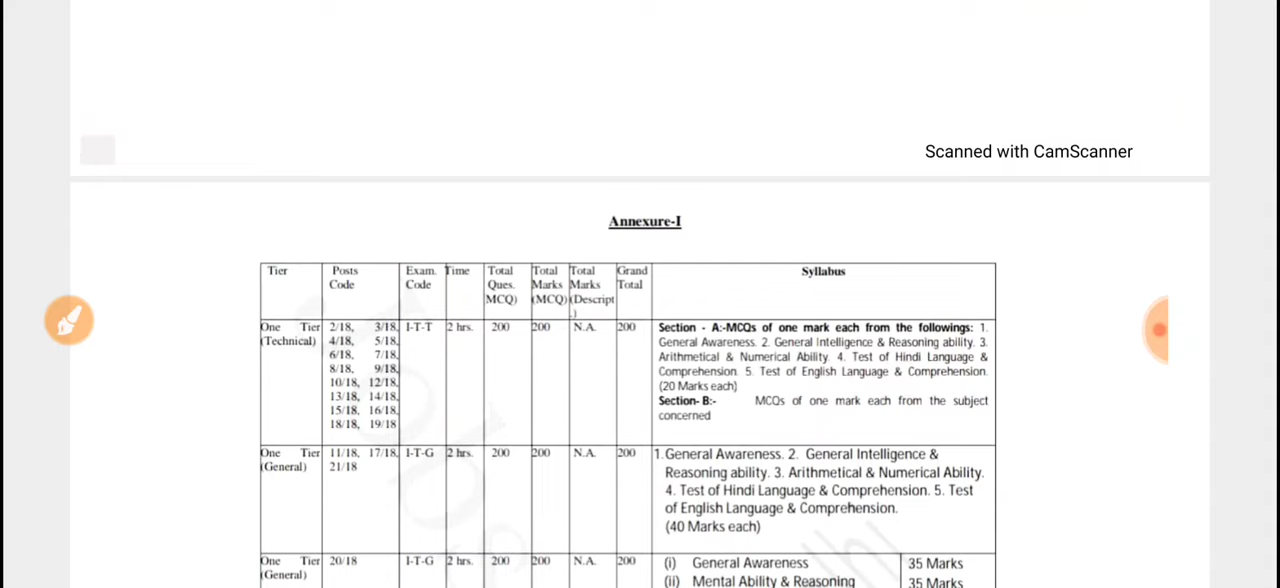 Scanned with CamScanner
Annexure-I
Tier
Posts Code
Exam. Code
Time
Total Ques. MCQ)
Total Marks (MCQ)
Total Marks (Descript .)
Grand Total
Syllabus
One Tier (Technical)
2/18, 3/18,
4/18, 5/18,
6/18, 7/18,
8/18, 9/18,
10/18, 12/18,
13/18, 14/18,
15/18, 16/18,
18/18, 19/18
I-T-T
2 hrs.
200
200
N.A.
200
Section - A:-MCQs of one mark each from the followings: 1.
General Awareness. 2. General Intelligence & Reasoning ability. 3.
Arithmetical & Numerical Ability. 4. Test of Hindi Language &
Comprehension. 5. Test of English Language & Comprehension.
(20 Marks each)
Section- B:- MCQs of one mark each from the subject
concerned
One Tier (General)
11/18, 17/18,
21/18
I-T-G
2 hrs.
200
200
N.A.
200
1.General Awareness. 2. General Intelligence &
Reasoning ability. 3. Arithmetical & Numerical Ability.
4. Test of Hindi Language & Comprehension. 5. Test
of English Language & Comprehension.
(40 Marks each)
One Tier (General)
20/18
I-T-G
2 hrs.
200
200
N.A.
200
(i) General Awareness
35 Marks
(ii) Mental Ability & Reasoning
35 Marks